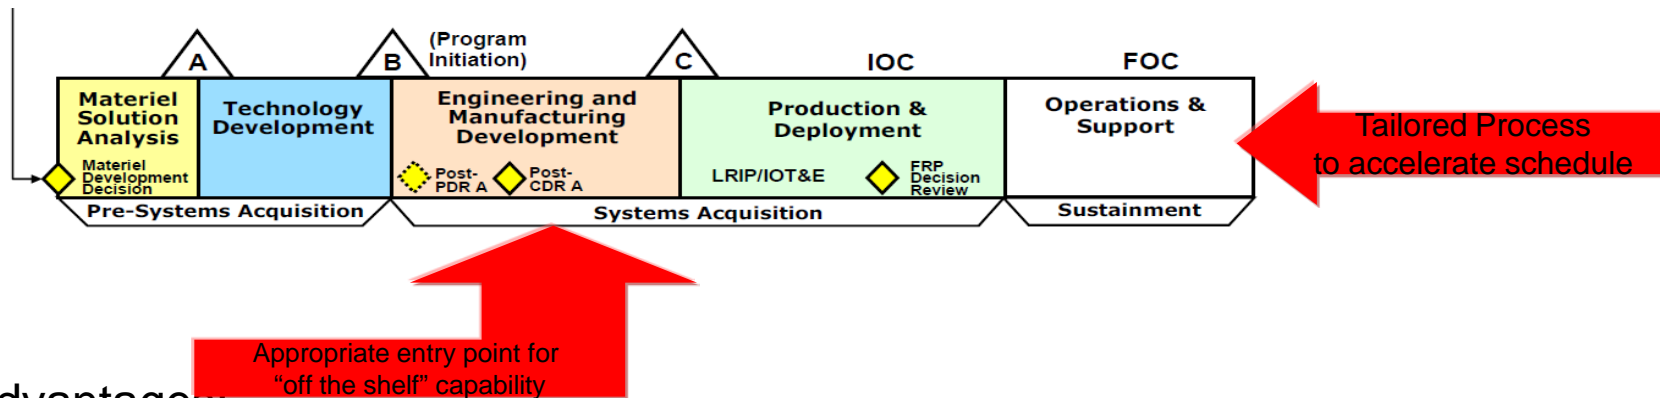 A
B
(Program
Initiation)
C
IOC
FOC
Materiel
Solution
Analysis
Materiel
Development
Decision
Technology
Development
Engineering and
Manufacturing
Development
Post-
PDR A
Post-
CDR A
Production &
Deployment
LRIP/IOT&E
FRP
Decision
Review
Operations &
Support
Pre-Systems Acquisition
Systems Acquisition
Sustainment
Tailored Process
to accelerate schedule
Appropriate entry point for
“off the shelf” capability